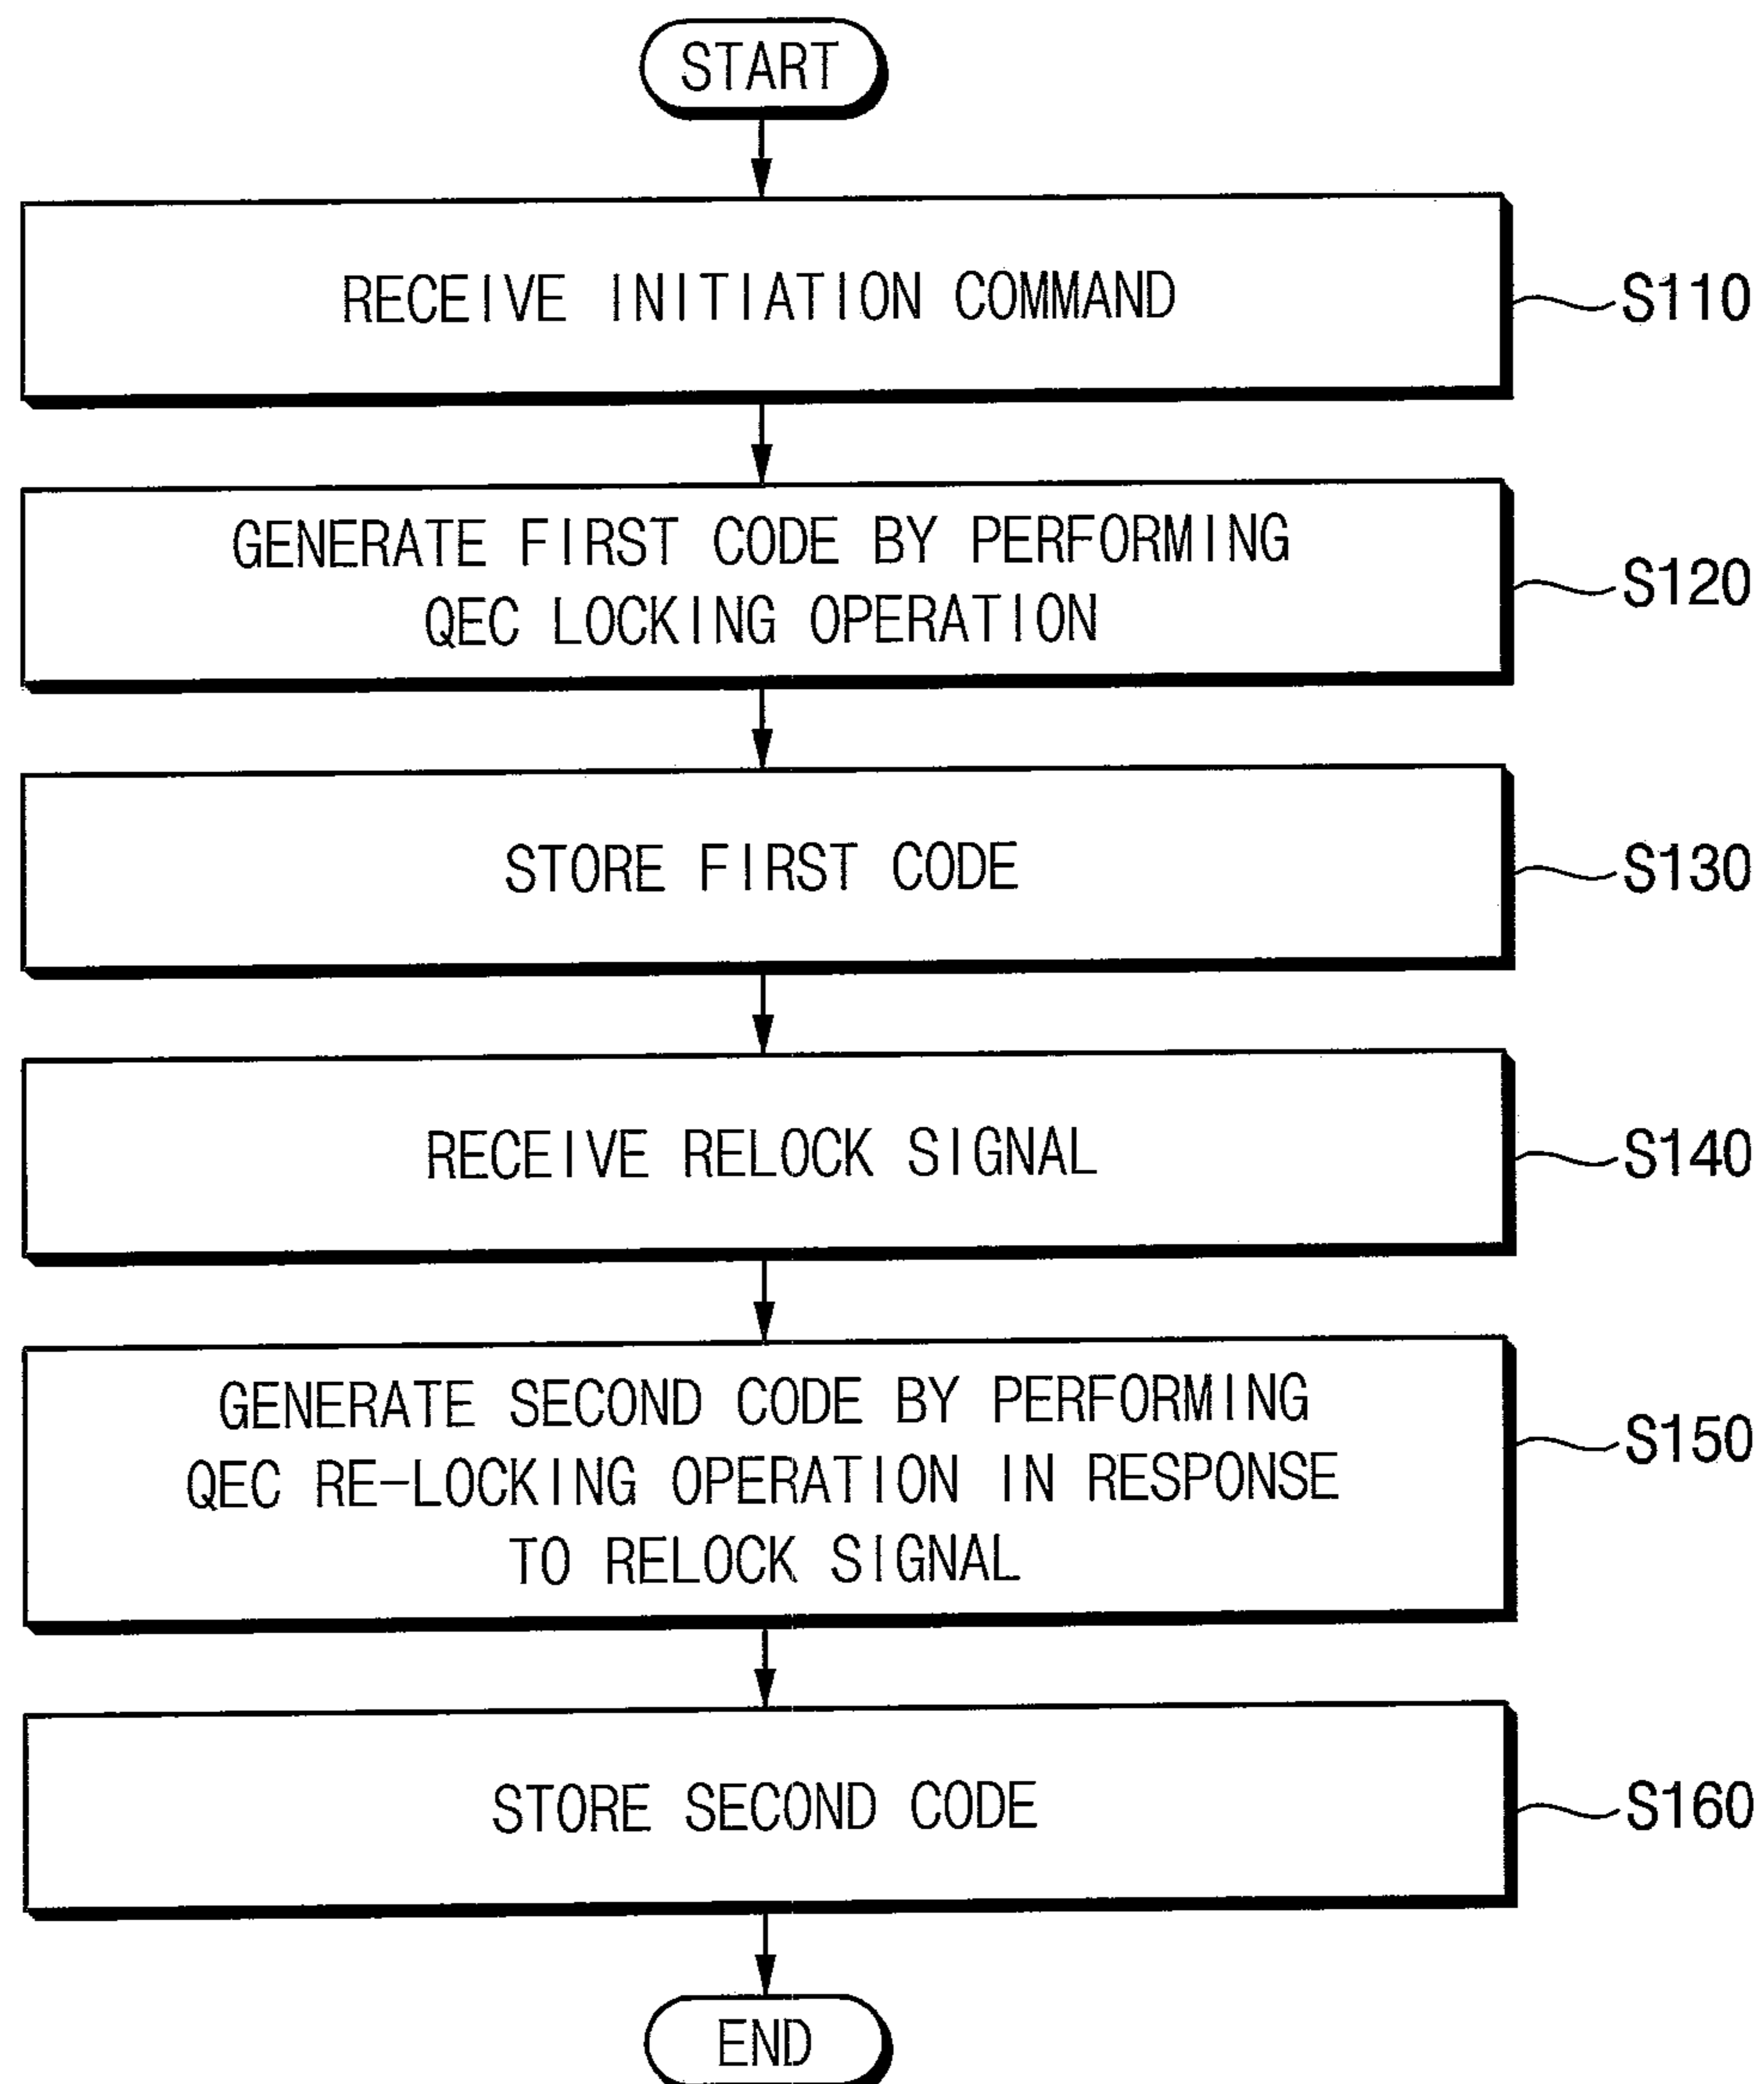 START
RECEIVE INITIATION COMMAND
S110
GENERATE FIRST CODE BY PERFORMING
QEC LOCKING OPERATION
S120
STORE FIRST CODE
S130
RECEIVE RELOCK SIGNAL
S140
GENERATE SECOND CODE BY PERFORMING
QEC RE-LOCKING OPERATION IN RESPONSE
TO RELOCK SIGNAL
S150
STORE SECOND CODE
S160
END